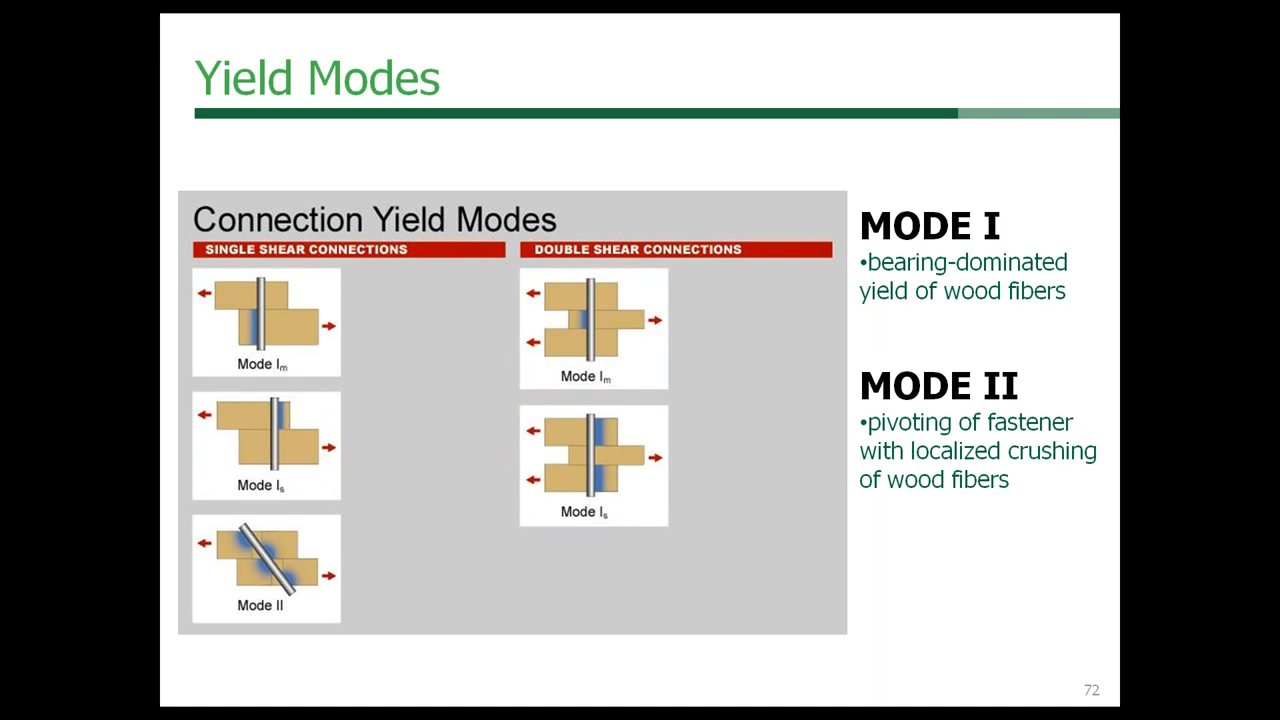 Yield Modes
Connection Yield Modes
SINGLE SHEAR CONNECTIONS
Mode Im
Mode Is
Mode II
DOUBLE SHEAR CONNECTIONS
Mode Im
Mode Is
MODE I
•bearing-dominated
yield of wood fibers
MODE II
•pivoting of fastener
with localized crushing
of wood fibers
72